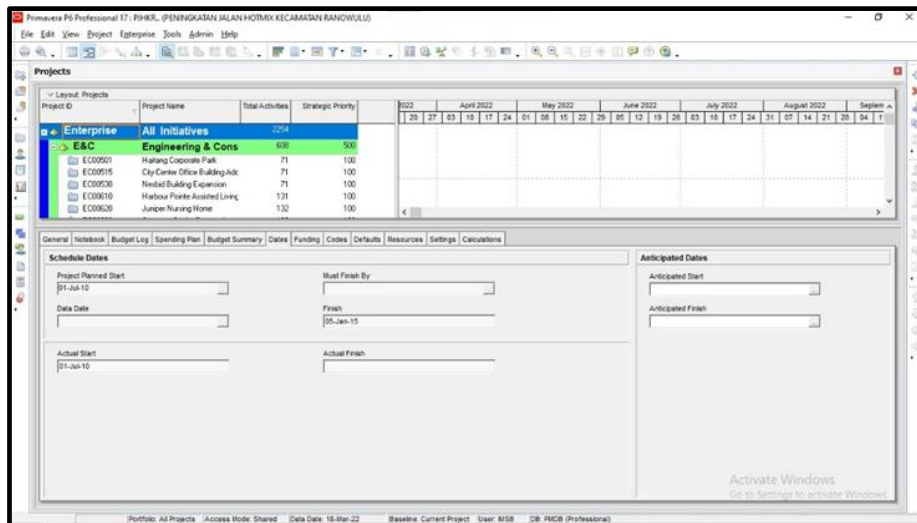 Primavera P6 Professional 17 : PJHKR.. (PENINGKATAN JALAN HOTMIX KECAMATAN RANOWULU)
File Edit View Project Enterprise Tools Admin Help
Projects
Layout: Projects
Project ID Project Name Total Activities Strategic Priority 2022 April 2022 May 2022 June 2022 July 2022 August 2022 Septem
20 27 03 10 17 24 01 08 15 22 29 05 12 19 26 03 10 17 24 31 07 14 21 28 04
Enterprise All Initiatives 2254
E&C Engineering & Cons 608 500
EC00501 Haitang Corporate Park 71 100
EC00515 City Center Office Building Adc 71 100
EC00530 Nesbid Building Expansion 71 100
EC00610 Harbour Pointe Assisted Living 131 100
EC00620 Juniper Nursing Home 132 100
General Notebook Budget Log Spending Plan Budget Summary Dates Funding Codes Defaults Resources Settings Calculations
Schedule Dates Anticipated Dates
Project Planned Start Must Finish By Anticipated Start
01-Jul-10
Data Date Finish Anticipated Finish
05-Jan-15
Actual Start Actual Finish
01-Jul-10
Activate Windows
Go to Settings to activate Windows.
Portfolio: All Projects Access Mode: Shared Data Date: 18-Mar-22 Baseline: Current Project User: MSB DB: PMDB (Professional)